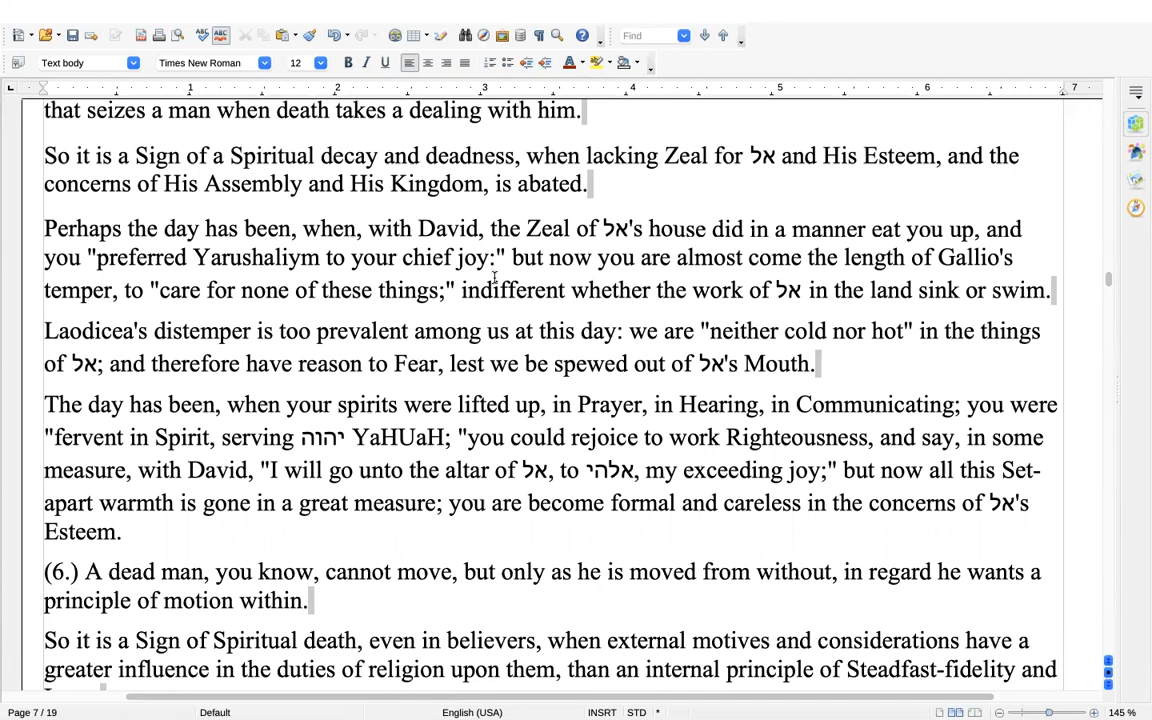 Find
Text body
Times New Roman
12
1 2 3 4 5 6 7
that seizes a man when death takes a dealing with him.
So it is a Sign of a Spiritual decay and deadness, when lacking Zeal for אל and His Esteem, and the
concerns of His Assembly and His Kingdom, is abated.
Perhaps the day has been, when, with David, the Zeal of אל's house did in a manner eat you up, and
you "preferred Yarushaliym to your chief joy:" but now you are almost come the length of Gallio's
temper, to "care for none of these things;" indifferent whether the work of אל in the land sink or swim.
Laodicea's distemper is too prevalent among us at this day: we are "neither cold nor hot" in the things
of אל; and therefore have reason to Fear, lest we be spewed out of אל's Mouth.
The day has been, when your spirits were lifted up, in Prayer, in Hearing, in Communicating; you were
"fervent in Spirit, serving יהוה YaHUaH; "you could rejoice to work Righteousness, and say, in some
measure, with David, "I will go unto the altar of אל, to אלהי, my exceeding joy;" but now all this Set-
apart warmth is gone in a great measure; you are become formal and careless in the concerns of אל's
Esteem.
(6.) A dead man, you know, cannot move, but only as he is moved from without, in regard he wants a
principle of motion within.
So it is a Sign of Spiritual death, even in believers, when external motives and considerations have a
greater influence in the duties of religion upon them, than an internal principle of Steadfast-fidelity and
Page 7 / 19
Default
English (USA)
INSRT
STD
*
145 %